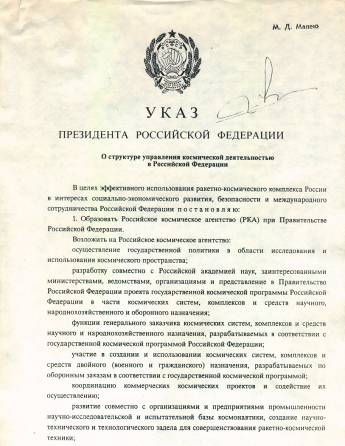 М. Д. Малею
УКАЗ
ПРЕЗИДЕНТА РОССИЙСКОЙ ФЕДЕРАЦИИ
О структуре управления космической деятельностью
в Российской Федерации
В целях эффективного использования ракетно-космического комплекса России
в интересах социально-экономического развития, безопасности и международного
сотрудничества Российской Федерации постановляю:
1. Образовать Российское космическое агентство (РКА) при Правительстве
Российской Федерации.
Возложить на Российское космическое агентство:
осуществление государственной политики в области исследования и
использования космического пространства;
разработку совместно с Российской академией наук, заинтересованными
министерствами, ведомствами, организациями и представление в Правительство
Российской Федерации проекта государственной космической программы Российской
Федерации в части космических систем, комплексов и средств научного,
народнохозяйственного и оборонного назначения;
функции генерального заказчика космических систем, комплексов и средств
научного и народнохозяйственного назначения, разрабатываемых в соответствии с
государственной космической программой Российской Федерации;
участие в создании и использовании космических систем, комплексов и
средств двойного (военного и гражданского) назначения, разрабатываемых по
оборонным заказам в соответствии с государственной космической программой;
координацию коммерческих космических проектов и содействие их
осуществлению;
развитие совместно с организациями и предприятиями промышленности
научно-исследовательской и испытательной базы космонавтики, создание научно-
технического и технологического задела для совершенствования ракетно-космической
техники;